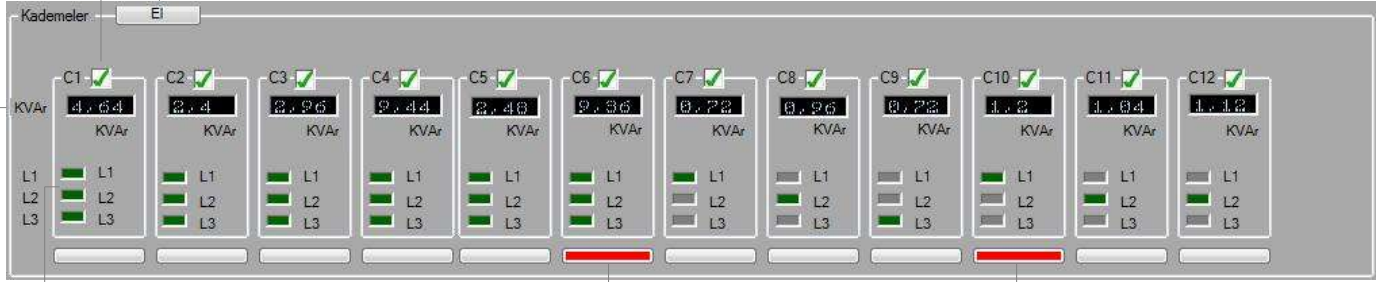 Kademeler El
C1 C2 C3 C4 C5 C6 C7 C8 C9 C10 C11 C12
KVAr 4,64 2,4 2,96 9,44 2,48 9,36 0,72 0,96 0,72 1,2 1,04 1,12
KVAr KVAr KVAr KVAr KVAr KVAr KVAr KVAr KVAr KVAr KVAr KVAr
L1 L1 L1 L1 L1 L1 L1 L1 L1 L1 L1 L1 L1
L2 L2 L2 L2 L2 L2 L2 L2 L2 L2 L2 L2 L2
L3 L3 L3 L3 L3 L3 L3 L3 L3 L3 L3 L3 L3